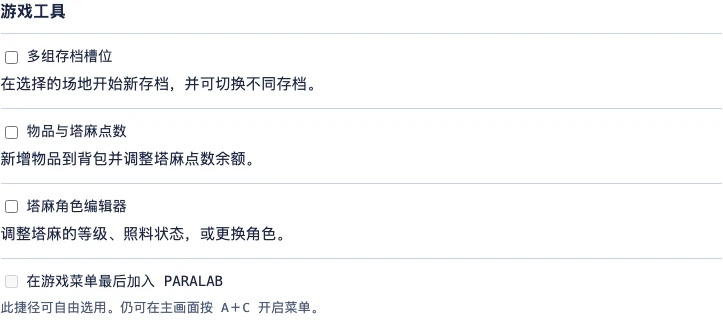 游戏工具
多组存档槽位
在选择的场地开始新存档，并可切换不同存档。
物品与塔麻点数
新增物品到背包并调整塔麻点数余额。
塔麻角色编辑器
调整塔麻的等级、照料状态，或更换角色。
在游戏菜单最后加入 PARALAB
此捷径可自由选用。仍可在主画面按 A＋C 开启菜单。